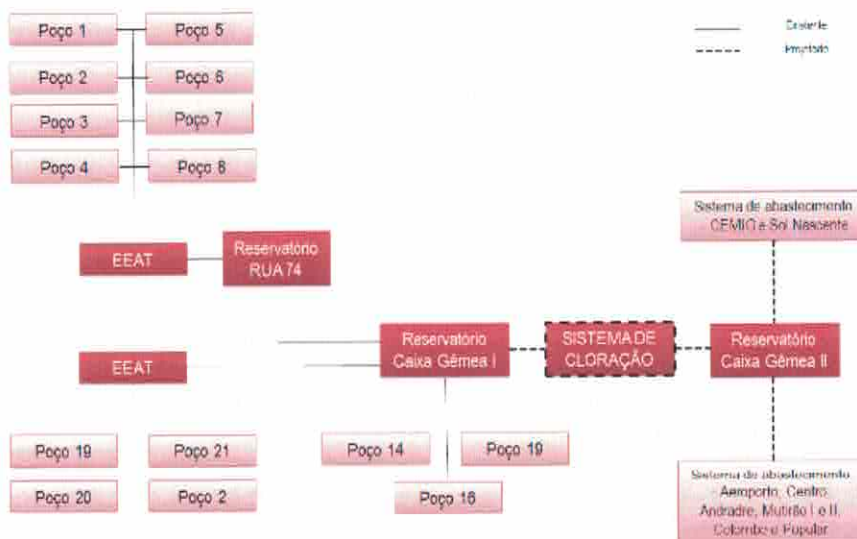 Poço 1
Poço 5
Existente
Projetado
Poço 2
Poço 6
Poço 3
Poço 7
Poço 4
Poço 8
Sistema de abastecimento
- CEMIG e Sol Nascente
EEAT
Reservatório
RUA 74
Reservatório
Caixa Gêmea I
SISTEMA DE
CLORAÇÃO
Reservatório
Caixa Gêmea II
EEAT
Poço 19
Poço 21
Poço 14
Poço 19
Poço 20
Poço 2
Poço 16
Sistema de abastecimento
- Aeroporto, Centro,
Andradre, Mutirão I e II,
Colombo e Popular